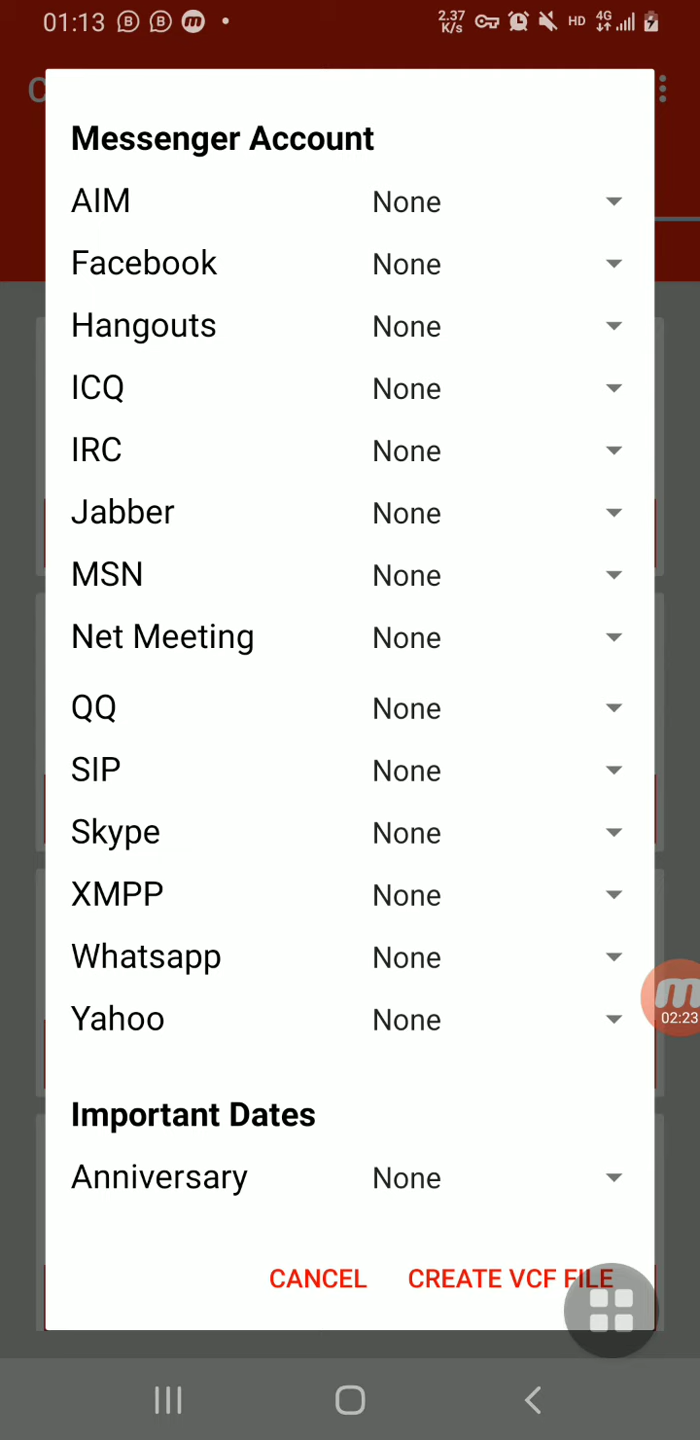 01:13 B B m 2.37 K/s HD 4G
C
Messenger Account
AIM None
Facebook None
Hangouts None
ICQ None
IRC None
Jabber None
MSN None
Net Meeting None
QQ None
SIP None
Skype None
XMPP None
Whatsapp None
Yahoo None
m
02:23
Important Dates
Anniversary None
CANCEL CREATE VCF FILE